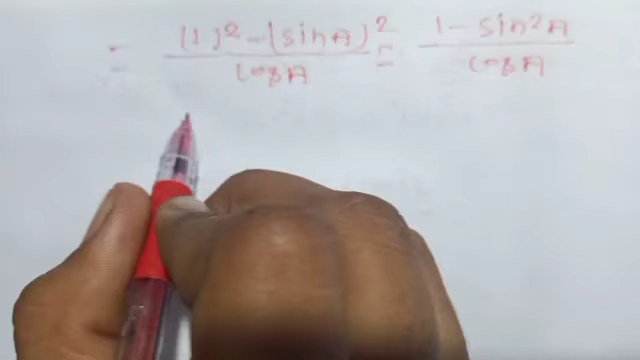 = (1)² - (sinA)² / cosA = 1 - sin²A / cosA